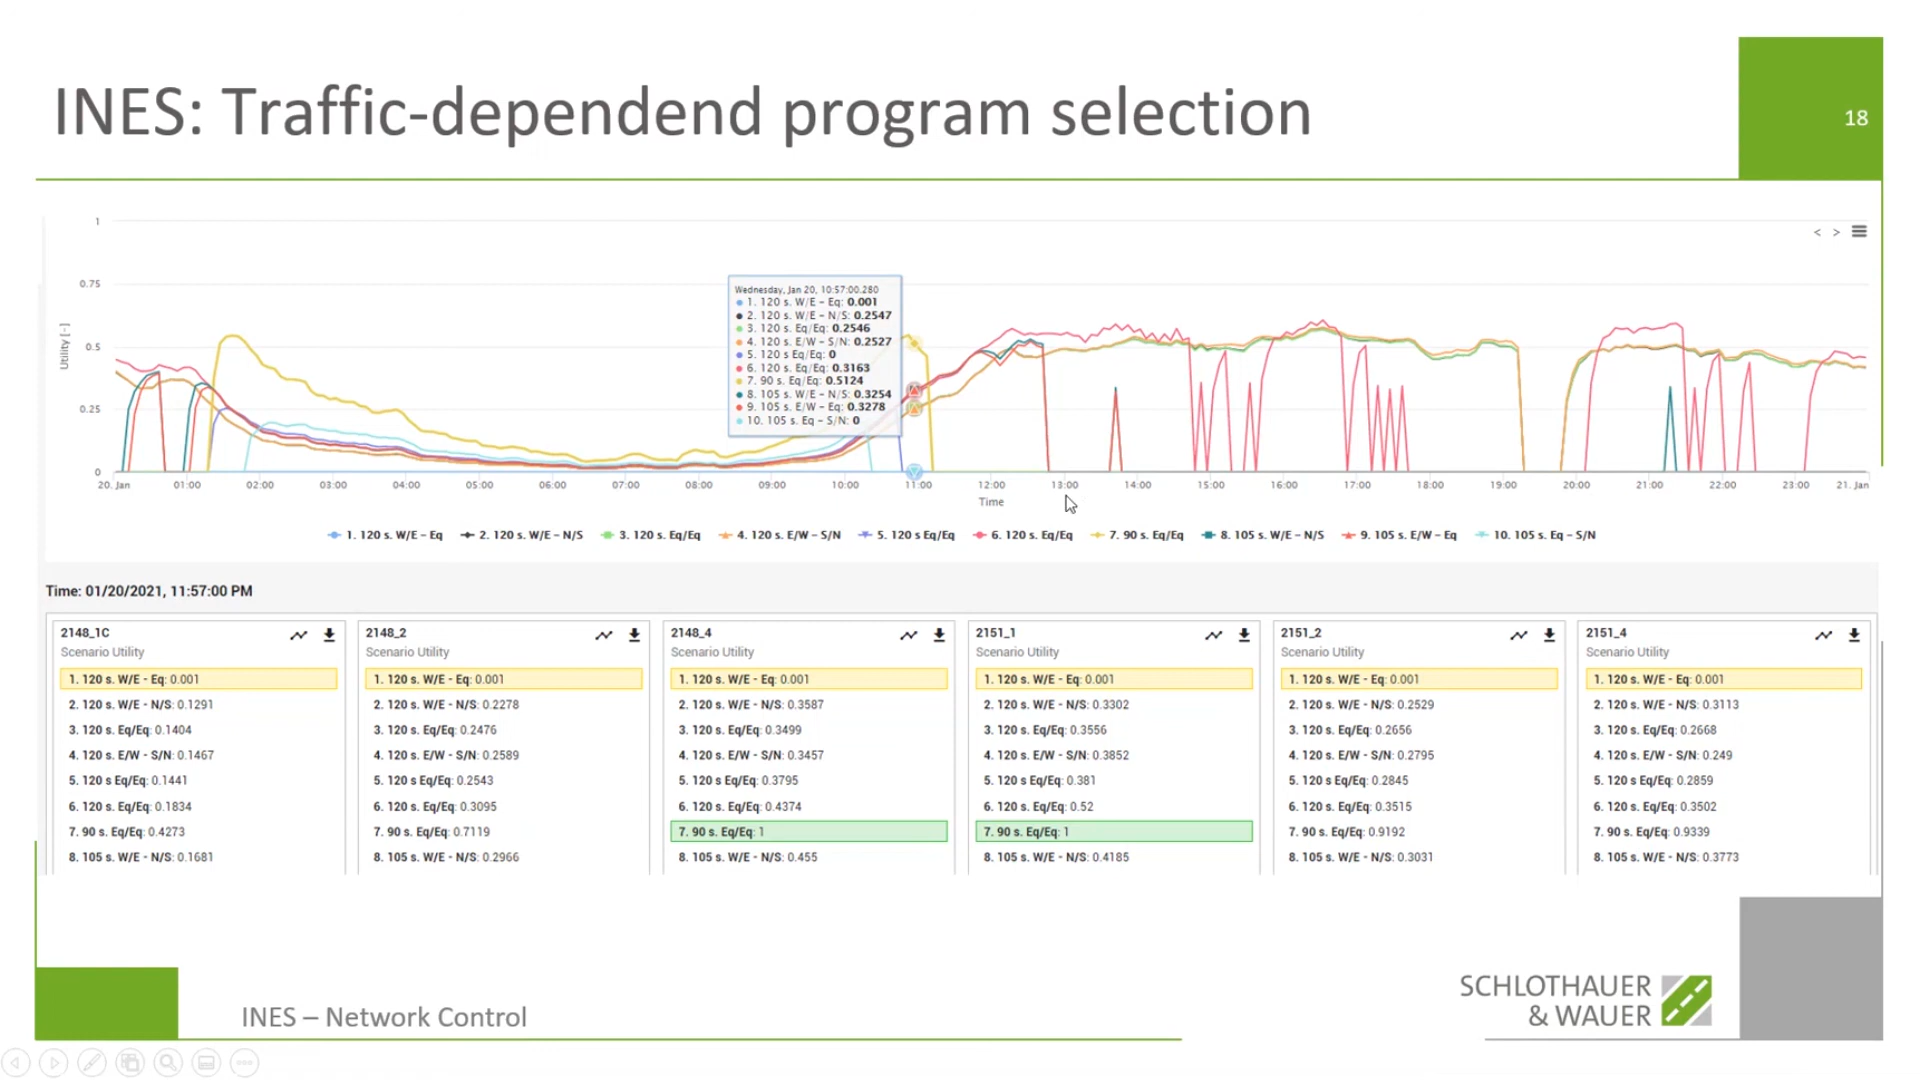 INES: Traffic-dependend program selection
18
1
0.75
0.5
0.25
0
Utility [-]
< >
Wednesday, Jan 20, 10:57:00.280
1. 120 s. W/E - Eq: 0.001
2. 120 s. W/E - N/S: 0.2547
3. 120 s. Eq/Eq: 0.2546
4. 120 s. E/W - S/N: 0.2527
5. 120 s Eq/Eq: 0
6. 120 s. Eq/Eq: 0.3163
7. 90 s. Eq/Eq: 0.5124
8. 105 s. W/E - N/S: 0.3254
9. 105 s. E/W - Eq: 0.3278
10. 105 s. Eq - S/N: 0
20. Jan 01:00 02:00 03:00 04:00 05:00 06:00 07:00 08:00 09:00 10:00 11:00 12:00 13:00 14:00 15:00 16:00 17:00 18:00 19:00 20:00 21:00 22:00 23:00 21. Jan
Time
1. 120 s. W/E - Eq 2. 120 s. W/E - N/S 3. 120 s. Eq/Eq 4. 120 s. E/W - S/N 5. 120 s Eq/Eq 6. 120 s. Eq/Eq 7. 90 s. Eq/Eq 8. 105 s. W/E - N/S 9. 105 s. E/W - Eq 10. 105 s. Eq - S/N
Time: 01/20/2021, 11:57:00 PM
2148_1C
Scenario Utility
1. 120 s. W/E - Eq: 0.001
2. 120 s. W/E - N/S: 0.1291
3. 120 s. Eq/Eq: 0.1404
4. 120 s. E/W - S/N: 0.1467
5. 120 s Eq/Eq: 0.1441
6. 120 s. Eq/Eq: 0.1834
7. 90 s. Eq/Eq: 0.4273
8. 105 s. W/E - N/S: 0.1681
2148_2
Scenario Utility
1. 120 s. W/E - Eq: 0.001
2. 120 s. W/E - N/S: 0.2278
3. 120 s. Eq/Eq: 0.2476
4. 120 s. E/W - S/N: 0.2589
5. 120 s Eq/Eq: 0.2543
6. 120 s. Eq/Eq: 0.3095
7. 90 s. Eq/Eq: 0.7119
8. 105 s. W/E - N/S: 0.2966
2148_4
Scenario Utility
1. 120 s. W/E - Eq: 0.001
2. 120 s. W/E - N/S: 0.3587
3. 120 s. Eq/Eq: 0.3499
4. 120 s. E/W - S/N: 0.3457
5. 120 s Eq/Eq: 0.3795
6. 120 s. Eq/Eq: 0.4374
7. 90 s. Eq/Eq: 1
8. 105 s. W/E - N/S: 0.455
2151_1
Scenario Utility
1. 120 s. W/E - Eq: 0.001
2. 120 s. W/E - N/S: 0.3302
3. 120 s. Eq/Eq: 0.3556
4. 120 s. E/W - S/N: 0.3852
5. 120 s Eq/Eq: 0.381
6. 120 s. Eq/Eq: 0.52
7. 90 s. Eq/Eq: 1
8. 105 s. W/E - N/S: 0.4185
2151_2
Scenario Utility
1. 120 s. W/E - Eq: 0.001
2. 120 s. W/E - N/S: 0.2529
3. 120 s. Eq/Eq: 0.2656
4. 120 s. E/W - S/N: 0.2795
5. 120 s Eq/Eq: 0.2845
6. 120 s. Eq/Eq: 0.3515
7. 90 s. Eq/Eq: 0.9192
8. 105 s. W/E - N/S: 0.3031
2151_4
Scenario Utility
1. 120 s. W/E - Eq: 0.001
2. 120 s. W/E - N/S: 0.3113
3. 120 s. Eq/Eq: 0.2668
4. 120 s. E/W - S/N: 0.249
5. 120 s Eq/Eq: 0.2859
6. 120 s. Eq/Eq: 0.3502
7. 90 s. Eq/Eq: 0.9339
8. 105 s. W/E - N/S: 0.3773
INES – Network Control
SCHLOTHAUER
& WAUER